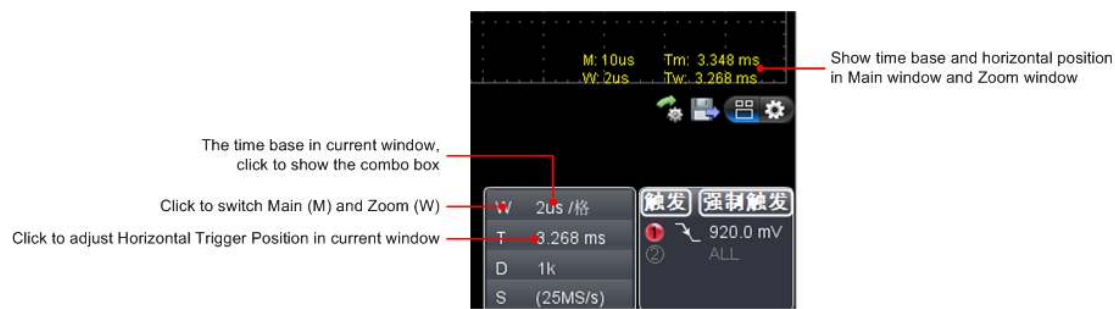 M: 10us Tm: 3.348 ms
W: 2us Tw: 3.268 ms
Show time base and horizontal position
in Main window and Zoom window
The time base in current window,
click to show the combo box
Click to switch Main (M) and Zoom (W)
Click to adjust Horizontal Trigger Position in current window
W 2us /格
T 3.268 ms
D 1k
S (25MS/s)
触发 强制触发
① 920.0 mV
② ALL